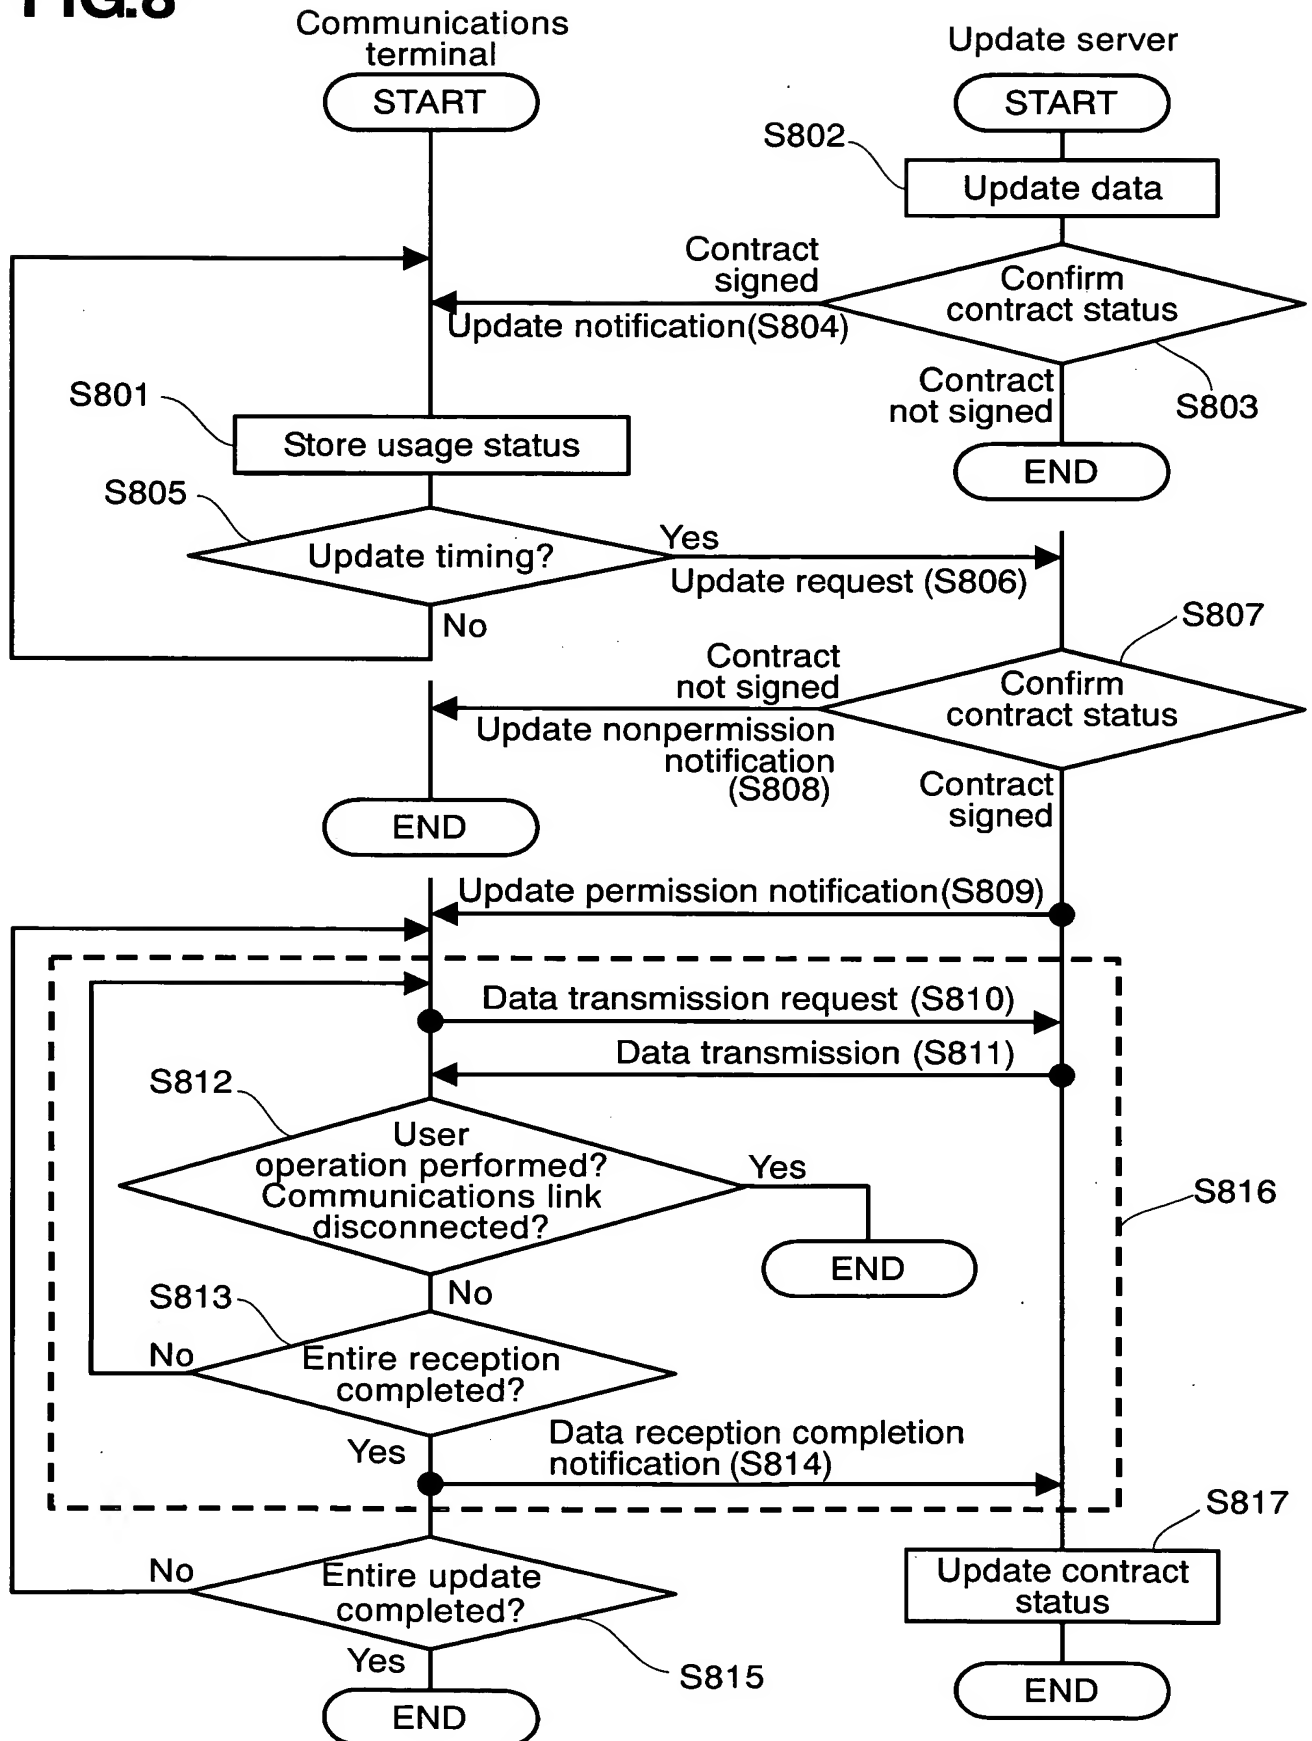 FIG.8
Communications
terminal
Update server
START
START
S802
Update data
Contract
signed
Confirm
contract status
Update notification(S804)
S803
Contract
not signed
S801
Store usage status
END
S805
Update timing?
Yes
Update request (S806)
No
S807
Contract
not signed
Confirm
contract status
Update nonpermission
notification
(S808)
Contract
signed
END
Update permission notification(S809)
Data transmission request (S810)
Data transmission (S811)
S812
User
operation performed?
Communications link
disconnected?
Yes
S816
END
No
S813
Entire reception
completed?
No
Yes
Data reception completion
notification (S814)
S817
No
Entire update
completed?
Update contract
status
Yes
S815
END
END